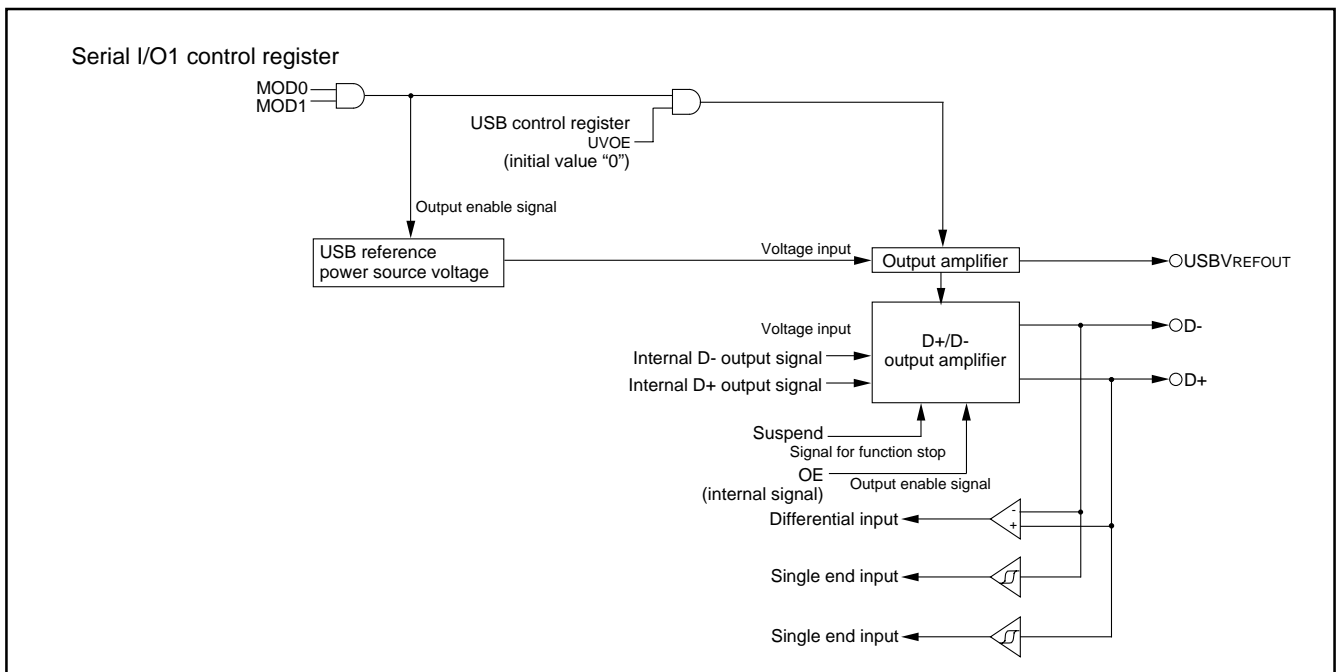 Serial I/O1 control register
MOD0
MOD1
USB control register
UVOE
(initial value “0”)
Output enable signal
USB reference
power source voltage
Voltage input
Output amplifier
USBVREFOUT
Voltage input
D+/D-
output amplifier
D-
Internal D- output signal
Internal D+ output signal
D+
Suspend
Signal for function stop
OE
(internal signal)
Output enable signal
Differential input
-
+
Single end input
Single end input